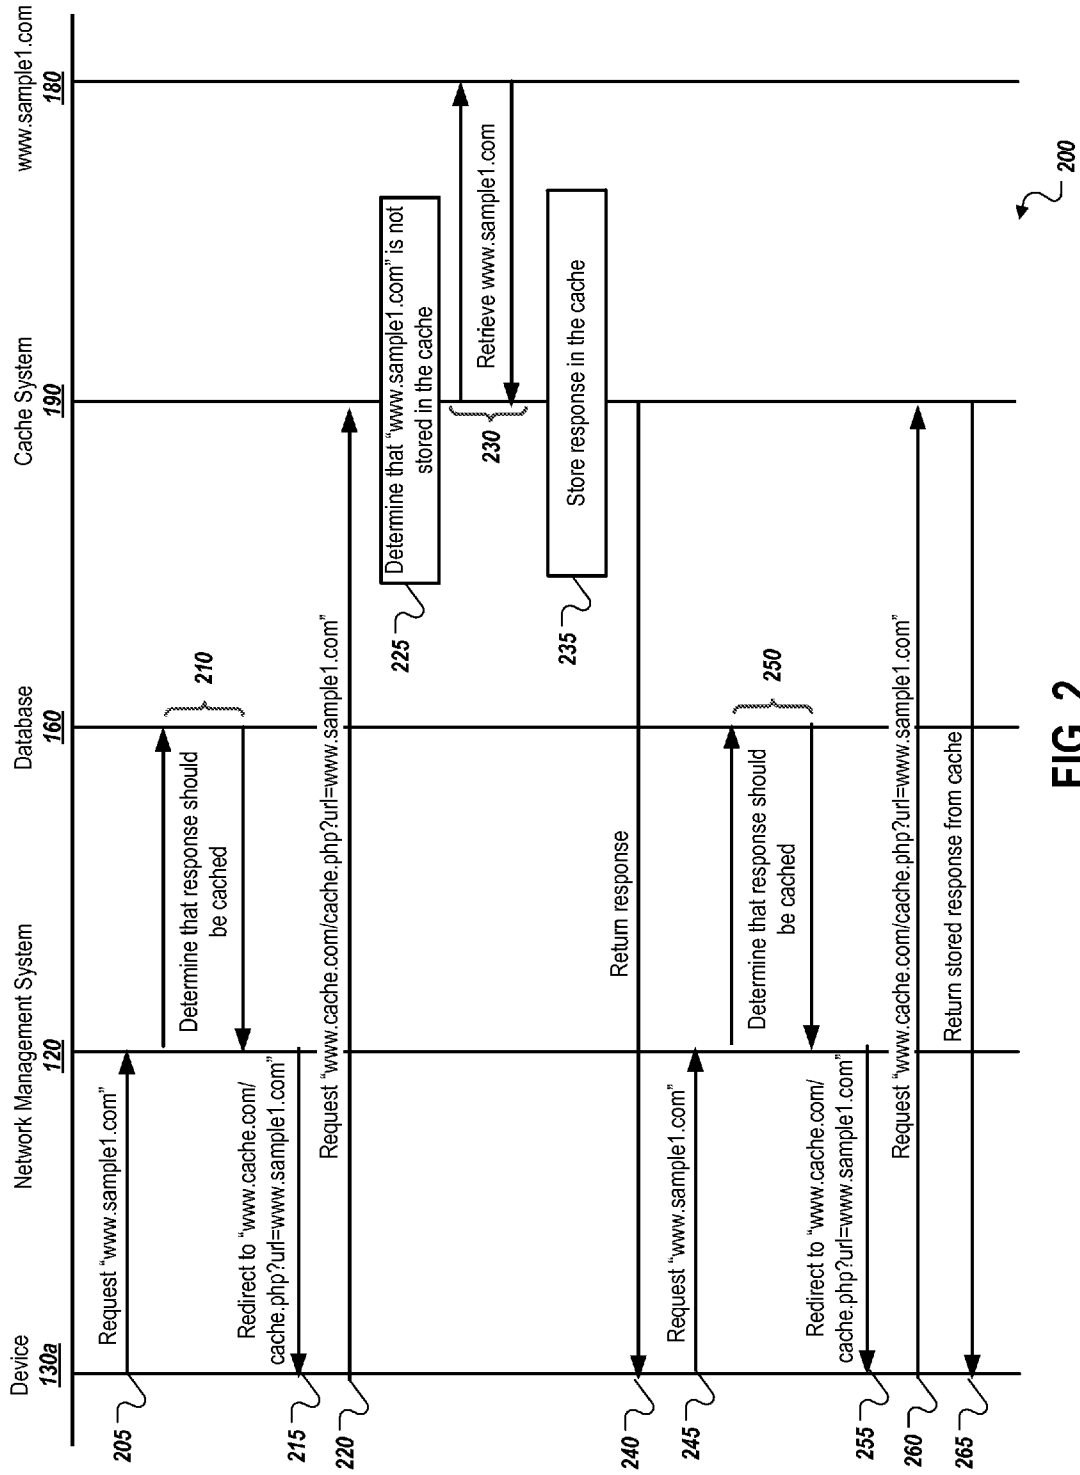 Device
130a
Network Management System
120
Database
160
Cache System
190
www.sample1.com
180
205
Request “www.sample1.com”
Determine that response should
be cached
210
215
Redirect to “www.cache.com/
cache.php?url=www.sample1.com”
220
Request “www.cache.com/cache.php?url=www.sample1.com”
225
Determine that “www.sample1.com” is not
stored in the cache
230
Retrieve www.sample1.com
235
Store response in the cache
240
Return response
245
Request “www.sample1.com”
Determine that response should
be cached
250
255
Redirect to “www.cache.com/
cache.php?url=www.sample1.com”
260
Request “www.cache.com/cache.php?url=www.sample1.com”
265
Return stored response from cache
200
FIG. 2